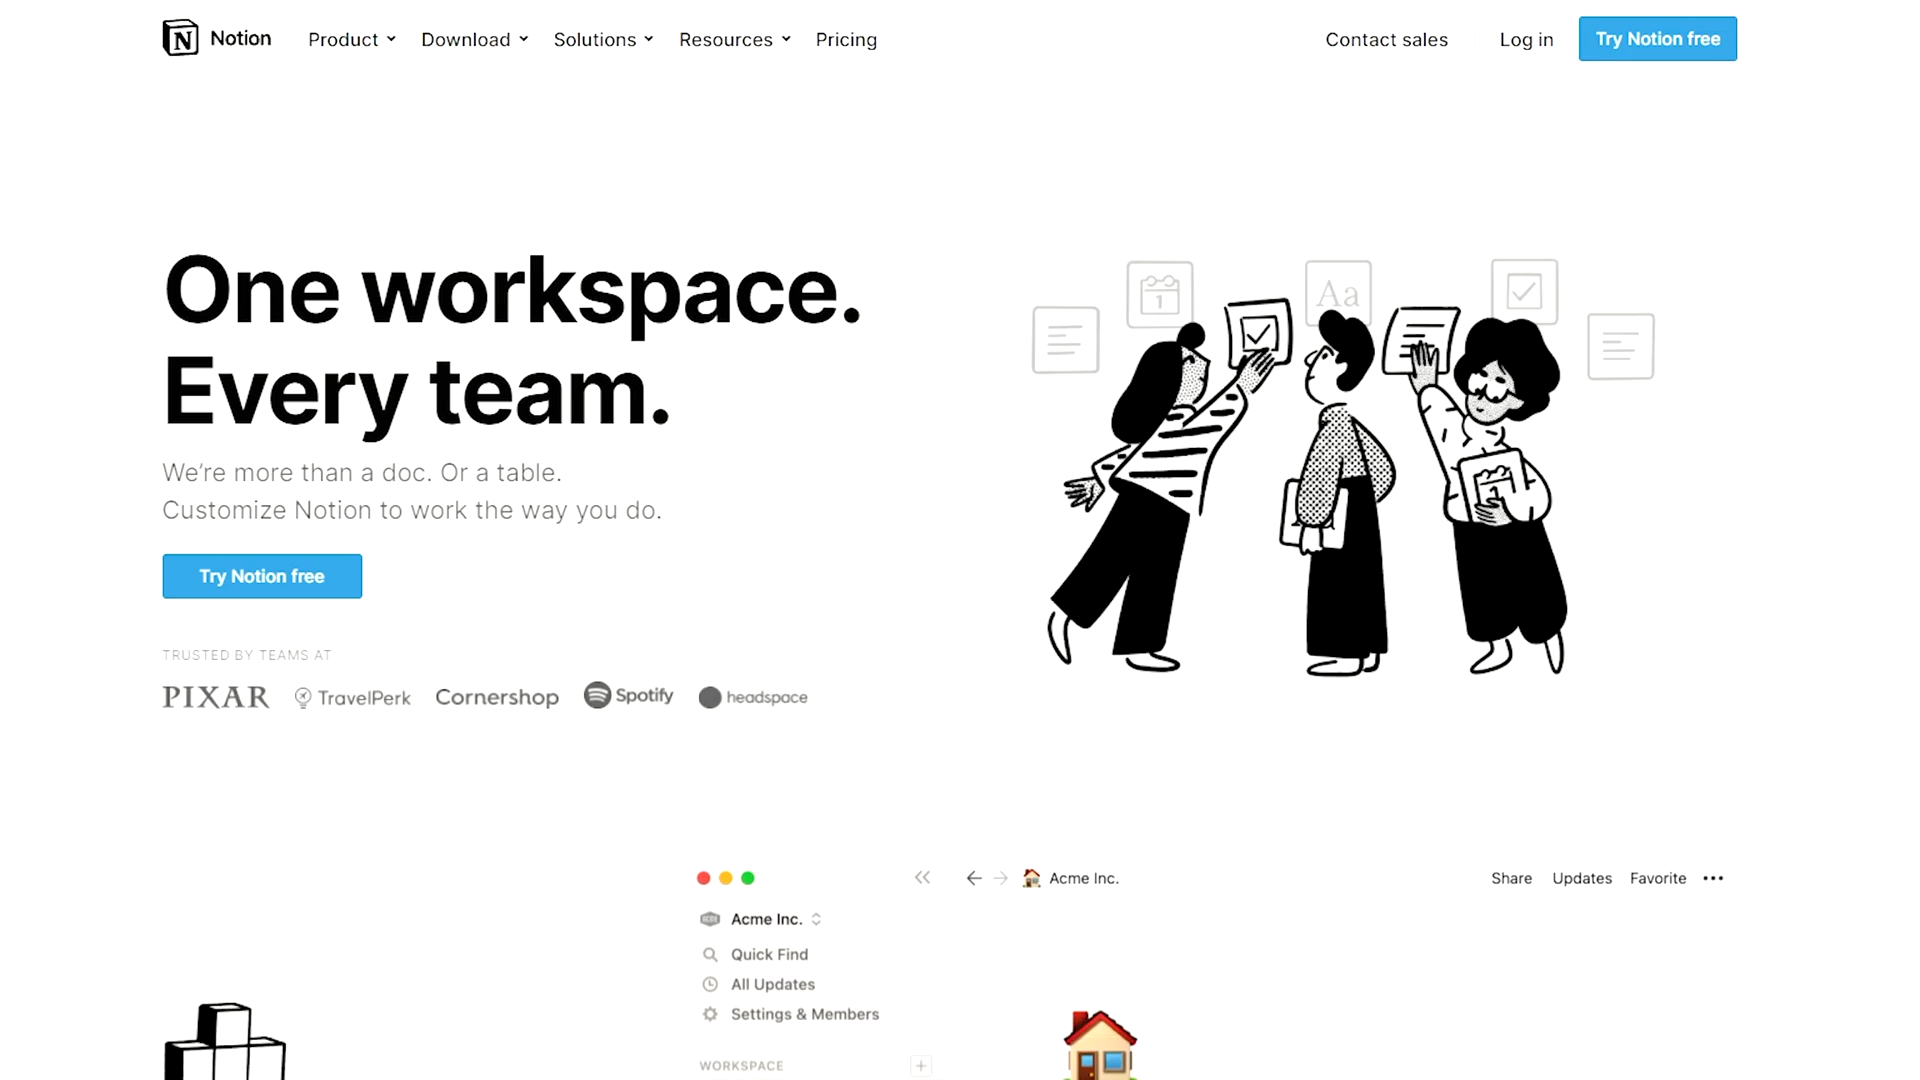 Notion
Product
Download
Solutions
Resources
Pricing
Contact sales
Log in
Try Notion free
One workspace.
Every team.
We’re more than a doc. Or a table.
Customize Notion to work the way you do.
Try Notion free
TRUSTED BY TEAMS AT
PIXAR
TravelPerk
Cornershop
Spotify
headspace
1
Aa
1
Acme Inc.
Share
Updates
Favorite
ACME
Acme Inc.
Quick Find
All Updates
Settings & Members
WORKSPACE